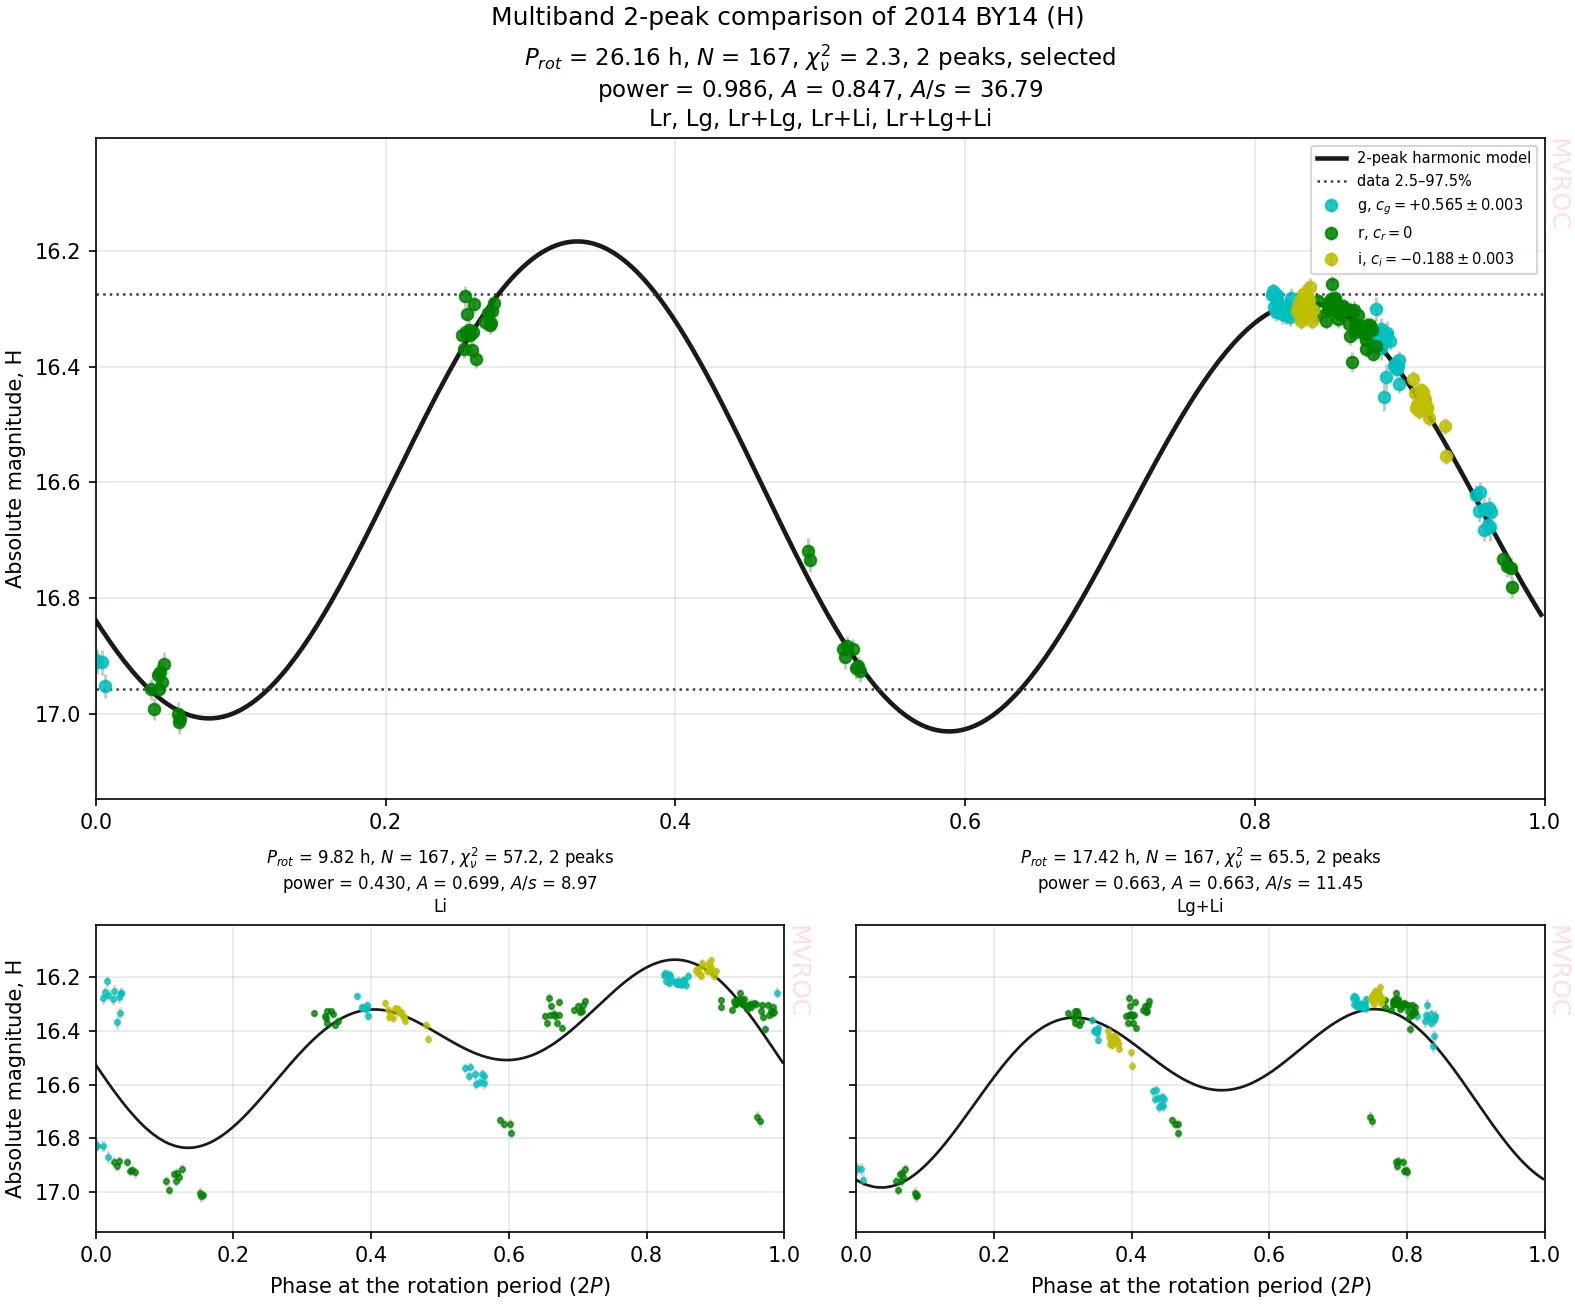 Multiband 2-peak comparison of 2014 BY14 (H)
P_rot = 26.16 h, N = 167, χ²_ν = 2.3, 2 peaks, selected
power = 0.986, A = 0.847, A/s = 36.79
Lr, Lg, Lr+Lg, Lr+Li, Lr+Lg+Li
2-peak harmonic model
data 2.5–97.5%
g, c_g = +0.565 ± 0.003
r, c_r = 0
i, c_i = −0.188 ± 0.003
MVROC
Absolute magnitude, H
16.2
16.4
16.6
16.8
17.0
0.0 0.2 0.4 0.6 0.8 1.0
P_rot = 9.82 h, N = 167, χ²_ν = 57.2, 2 peaks
power = 0.430, A = 0.699, A/s = 8.97
Li
MVROC
Absolute magnitude, H
16.2
16.4
16.6
16.8
17.0
0.0 0.2 0.4 0.6 0.8 1.0
Phase at the rotation period (2P)
P_rot = 17.42 h, N = 167, χ²_ν = 65.5, 2 peaks
power = 0.663, A = 0.663, A/s = 11.45
Lg+Li
MVROC
0.0 0.2 0.4 0.6 0.8 1.0
Phase at the rotation period (2P)